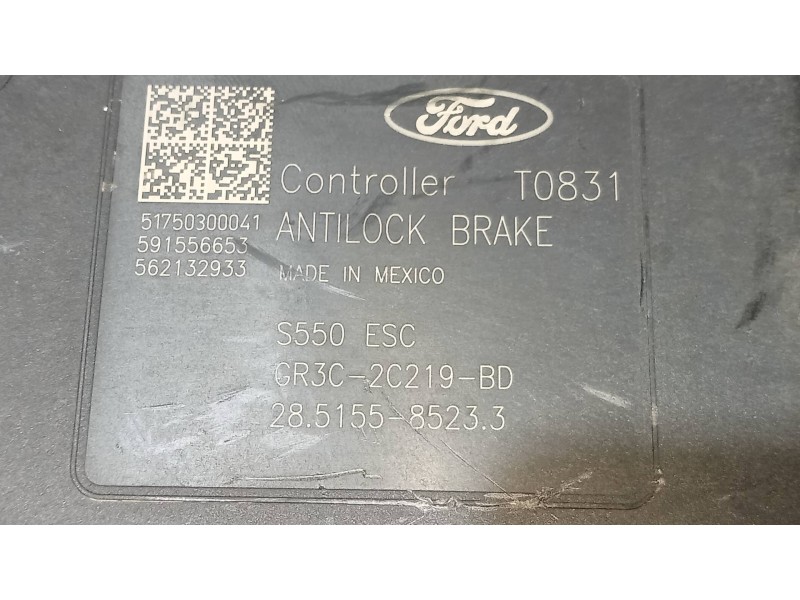 Ford
Controller T0831
51750300041
ANTILOCK BRAKE
591556653
562132933
MADE IN MEXICO
S550 ESC
GR3C-2C219-BD
28.5155-8523.3